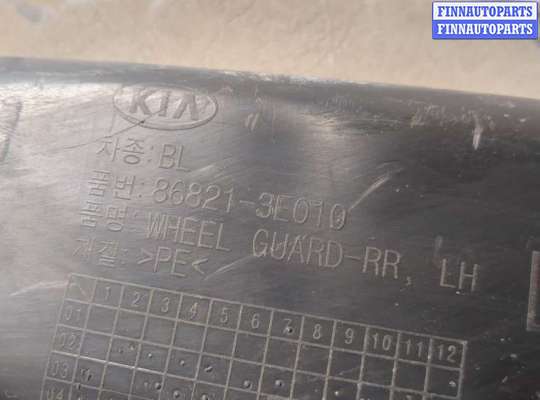 FINNAUTOPARTS
FINNAUTOPARTS
KIA
차종: BL
품번: 86821-3E010
품명: WHEEL GUARD-RR, LH
재질: >PE<
1 2 3 4 5 6 7 8 9 10 11 12
01
02
03
04